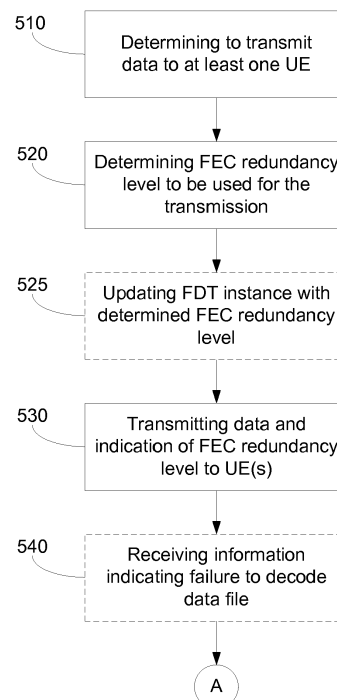 510
Determining to transmit
data to at least one UE
520
Determining FEC redundancy
level to be used for the
transmission
525
Updating FDT instance with
determined FEC redundancy
level
530
Transmitting data and
indication of FEC redundancy
level to UE(s)
540
Receiving information
indicating failure to decode
data file
A